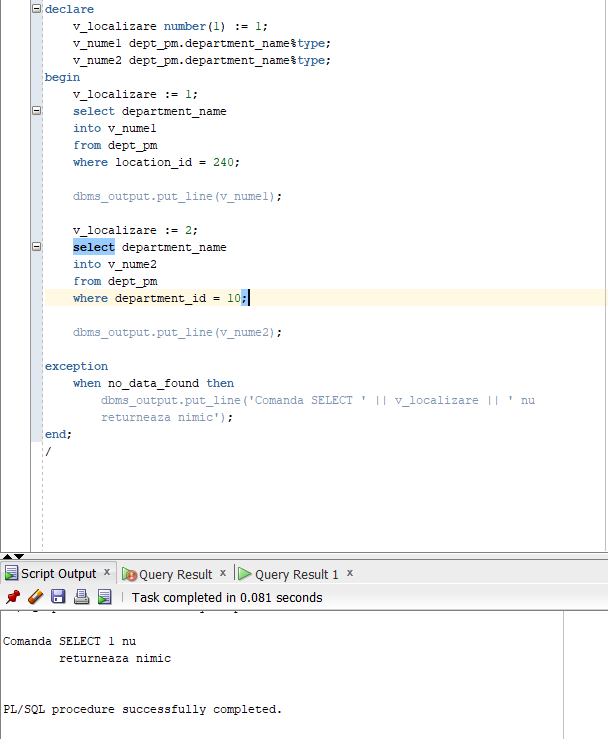 declare
    v_localizare number(1) := 1;
    v_nume1 dept_pm.department_name%type;
    v_nume2 dept_pm.department_name%type;
begin
    v_localizare := 1;
    select department_name
    into v_nume1
    from dept_pm
    where location_id = 240;
    dbms_output.put_line(v_nume1);
    v_localizare := 2;
    select department_name
    into v_nume2
    from dept_pm
    where department_id = 10;
    dbms_output.put_line(v_nume2);
exception
    when no_data_found then
        dbms_output.put_line('Comanda SELECT ' || v_localizare || ' nu
        returneaza nimic');
end;
/
Script Output x Query Result x Query Result 1 x
Task completed in 0.081 seconds
Comanda SELECT 1 nu
        returneaza nimic
PL/SQL procedure successfully completed.